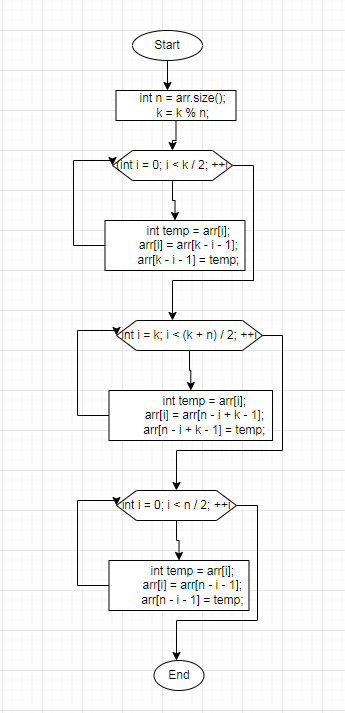 Start
int n = arr.size();
k = k % n;
(int i = 0; i < k / 2; ++i)
int temp = arr[i];
arr[i] = arr[k - i - 1];
arr[k - i - 1] = temp;
int i = k; i < (k + n) / 2; ++i
int temp = arr[i];
arr[i] = arr[n - i + k - 1];
arr[n - i + k - 1] = temp;
int i = 0; i < n / 2; ++i
int temp = arr[i];
arr[i] = arr[n - i - 1];
arr[n - i - 1] = temp;
End